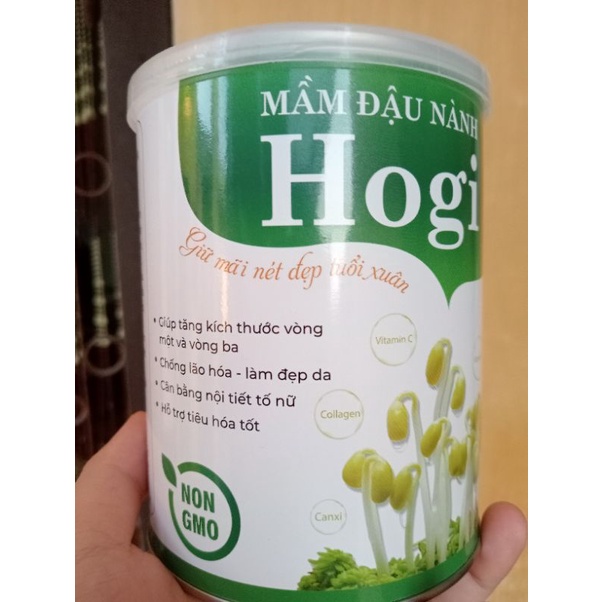 MẦM ĐẬU NÀNH
Hogi
Giữ mãi nét đẹp tuổi xuân
• Giúp tăng kích thước vòng
một và vòng ba
• Chống lão hóa - làm đẹp da
• Cân bằng nội tiết tố nữ
• Hỗ trợ tiêu hóa tốt
Vitamin C
Collagen
Canxi
NON
GMO